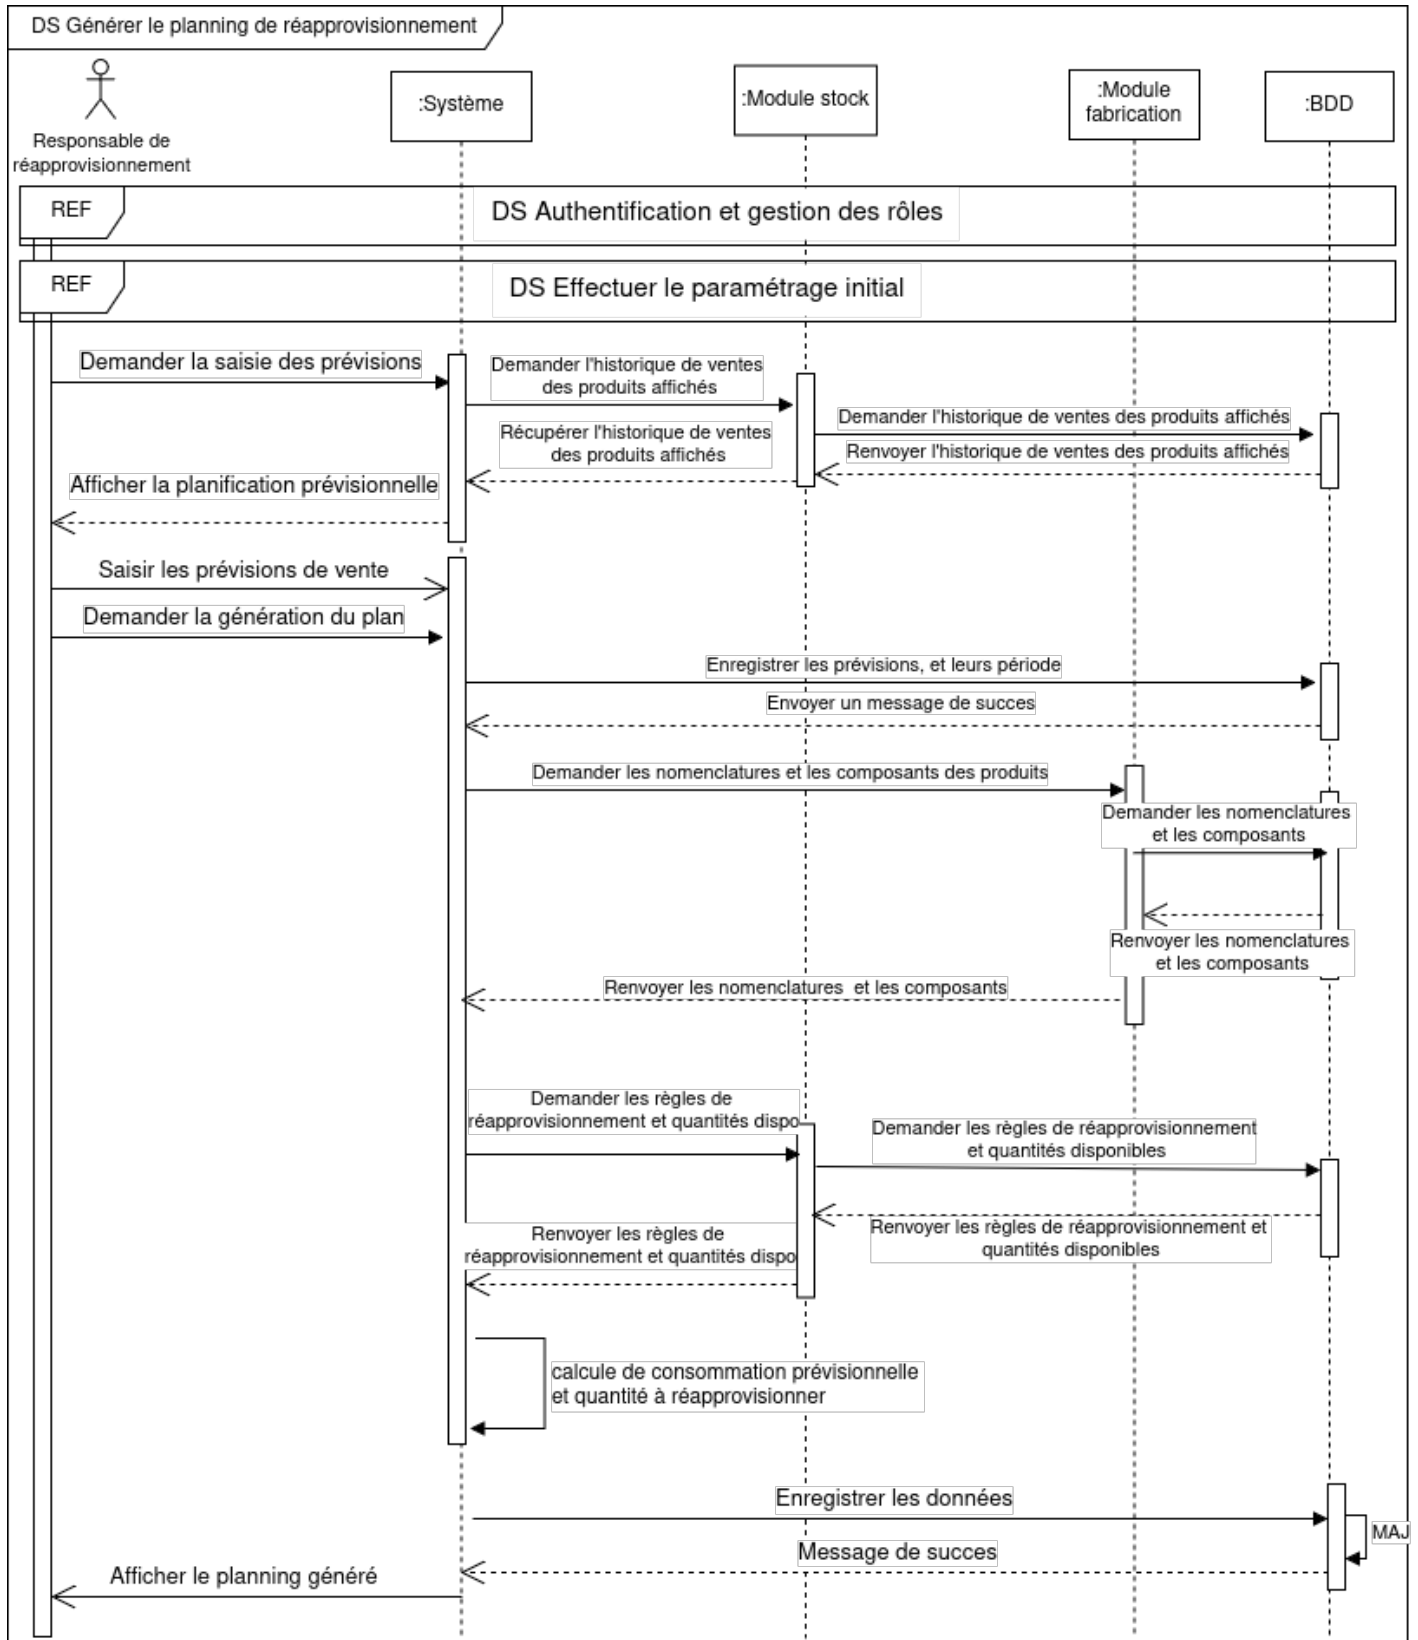 DS Générer le planning de réapprovisionnement
Responsable de
réapprovisionnement
:Système
:Module stock
:Module
fabrication
:BDD
REF
DS Authentification et gestion des rôles
REF
DS Effectuer le paramétrage initial
Demander la saisie des prévisions
Demander l'historique de ventes
des produits affichés
Demander l'historique de ventes des produits affichés
Récupérer l'historique de ventes
des produits affichés
Renvoyer l'historique de ventes des produits affichés
Afficher la planification prévisionnelle
Saisir les prévisions de vente
Demander la génération du plan
Enregistrer les prévisions, et leurs période
Envoyer un message de succes
Demander les nomenclatures et les composants des produits
Demander les nomenclatures
et les composants
Renvoyer les nomenclatures
et les composants
Renvoyer les nomenclatures  et les composants
Demander les règles de
réapprovisionnement et quantités dispo
Demander les règles de réapprovisionnement
et quantités disponibles
Renvoyer les règles de
réapprovisionnement et quantités dispo
Renvoyer les règles de réapprovisionnement et
quantités disponibles
calcule de consommation prévisionnelle
et quantité à réapprovisionner
Enregistrer les données
MAJ
Message de succes
Afficher le planning généré